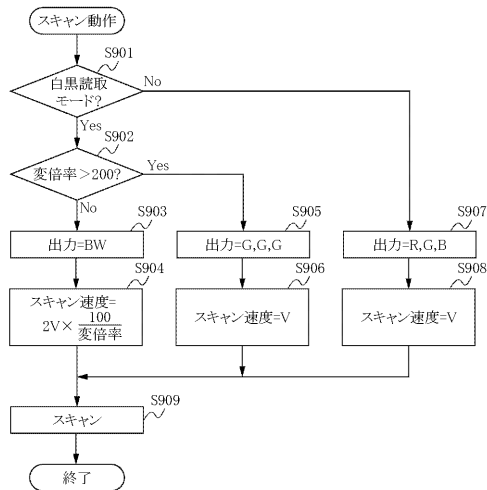 スキャン動作
S901
白黒読取
モード?
No
Yes
S902
変倍率>200?
Yes
No
S903
出力=BW
S905
出力=G,G,G
S907
出力=R,G,B
S904
スキャン速度=
2V× 100
変倍率
S906
スキャン速度=V
S908
スキャン速度=V
S909
スキャン
終了